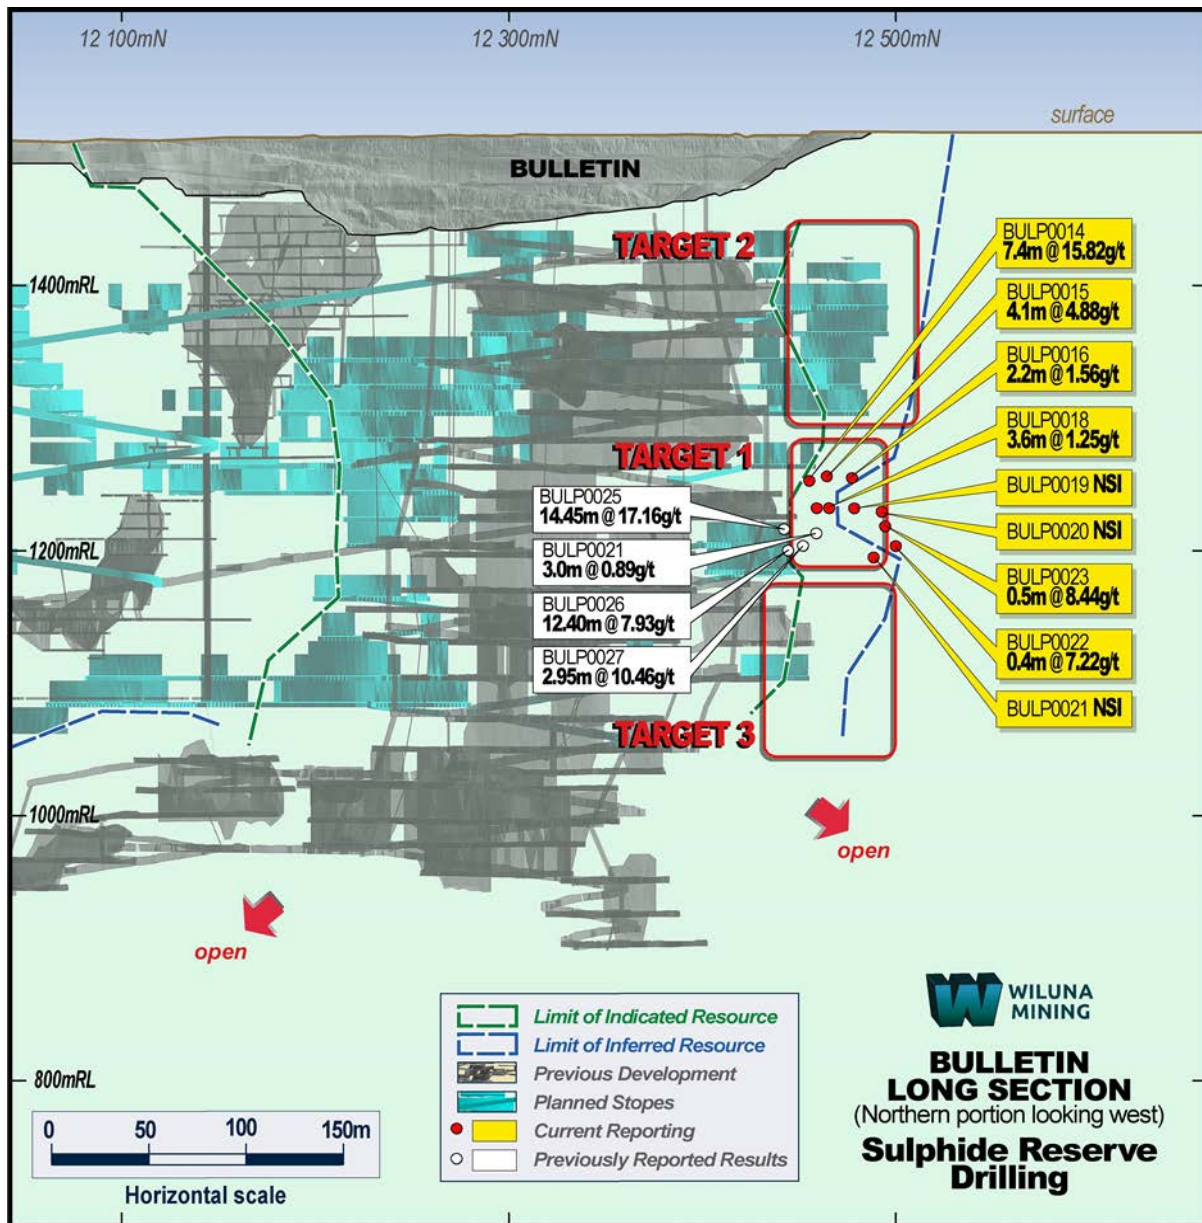 12 100mN
12 300mN
12 500mN
surface
BULLETIN
TARGET 2
BULP0014
7.4m @ 15.82g/t
1400mRL
BULP0015
4.1m @ 4.88g/t
BULP0016
2.2m @ 1.56g/t
BULP0018
3.6m @ 1.25g/t
TARGET 1
BULP0019 NSI
BULP0025
14.45m @ 17.16g/t
BULP0020 NSI
1200mRL
BULP0021
3.0m @ 0.89g/t
BULP0023
0.5m @ 8.44g/t
BULP0026
12.40m @ 7.93g/t
BULP0022
0.4m @ 7.22g/t
BULP0027
2.95m @ 10.46g/t
BULP0021 NSI
TARGET 3
1000mRL
open
open
WILUNA
MINING
Limit of Indicated Resource
Limit of Inferred Resource
Previous Development
Planned Stopes
Current Reporting
Previously Reported Results
BULLETIN
LONG SECTION
(Northern portion looking west)
Sulphide Reserve
Drilling
800mRL
0 50 100 150m
Horizontal scale